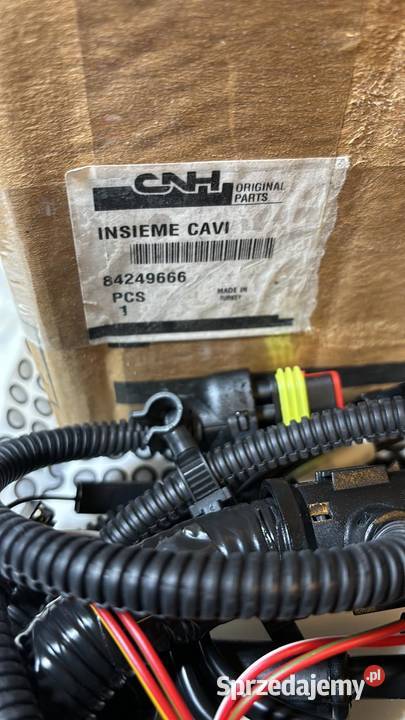 CNH
ORIGINAL
PARTS
INSIEME CAVI
84249666
PCS
1
MADE IN
TURKEY
Sprzedajemy.pl